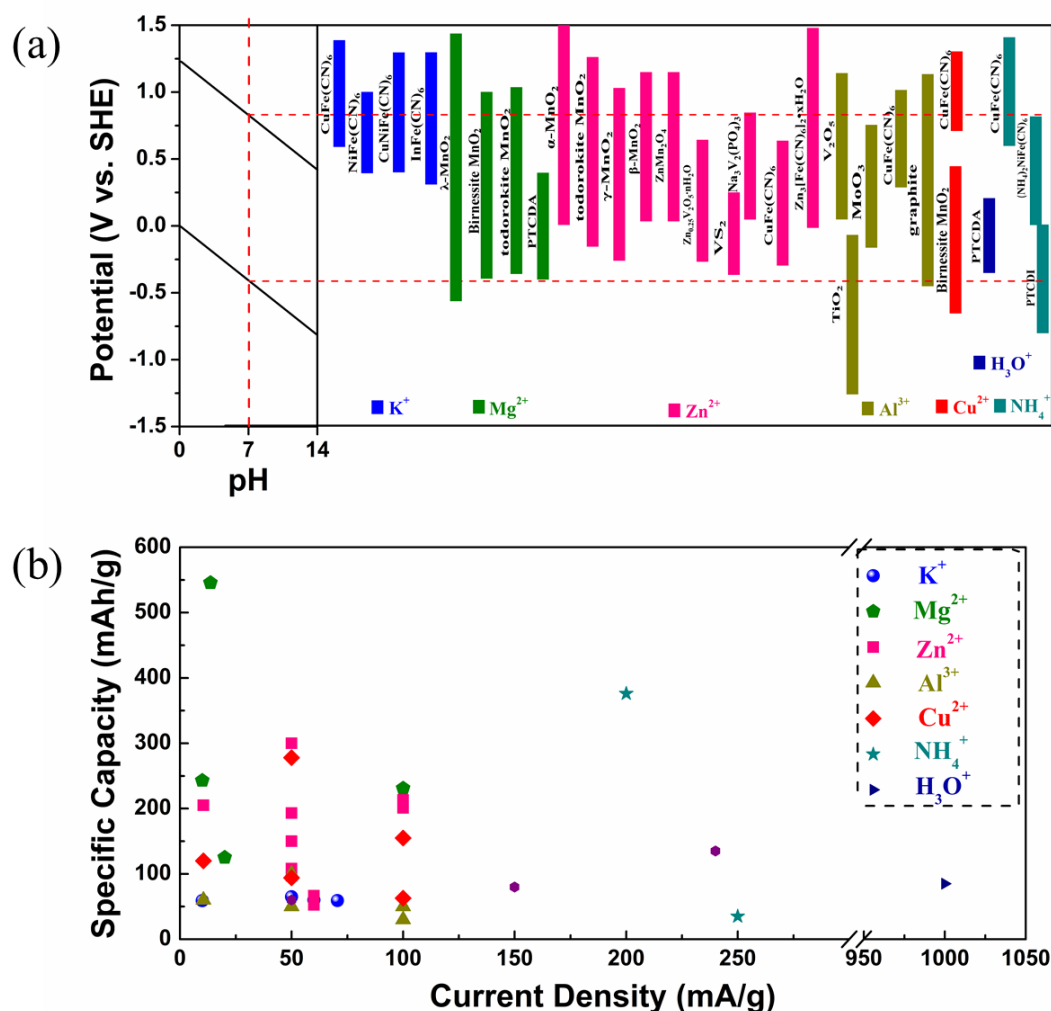 (a)
Potential (V vs. SHE)
1.5
1.0
0.5
0.0
-0.5
-1.0
-1.5
0
7
14
pH
CuFe(CN)6
NiFe(CN)6
CuNiFe(CN)6
InFe(CN)6
λ-MnO2
Birnessite MnO2
todorokite MnO2
PTCDA
α-MnO2
todorokite MnO2
γ-MnO2
β-MnO2
ZnMn2O4
Zn0.25V2O5·nH2O
VS2
Na3V2(PO4)3
CuFe(CN)6
Zn3[Fe(CN)6]2·xH2O
V2O5
TiO2
MoO3
CuFe(CN)6
graphite
Birnessite MnO2
CuFe(CN)6
PTCDA
CuFe(CN)6
(NH4)2NiFe(CN)6
PTCDI
K+
Mg2+
Zn2+
Al3+
Cu2+
H3O+
NH4+
(b)
Specific Capacity (mAh/g)
600
500
400
300
200
100
0
0
50
100
150
200
250
950
1000
1050
Current Density (mA/g)
K+
Mg2+
Zn2+
Al3+
Cu2+
NH4+
H3O+